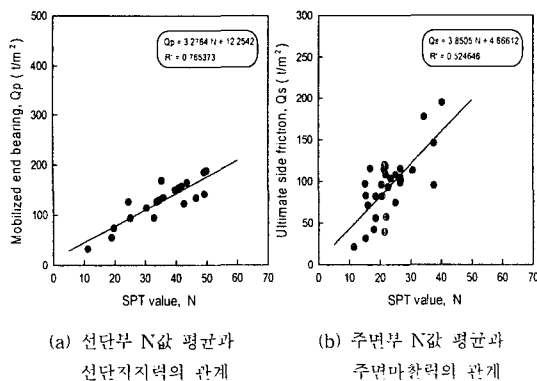 Qp = 3.2764 N + 12.2542
R² = 0.765373
Mobilized end bearing, Qp ( t/m²)
500
400
300
200
100
0
0 10 20 30 40 50 60 70
SPT value, N
(a) 선단부 N값 평균과
선단지지력의 관계
Qs = 3.8505 N + 4.66612
R² = 0.524646
Ultimate side friction, Qs ( t/m²)
300
250
200
150
100
50
0
0 10 20 30 40 50 60 70
SPT value, N
(b) 주면부 N값 평균과
주면마찰력의 관계